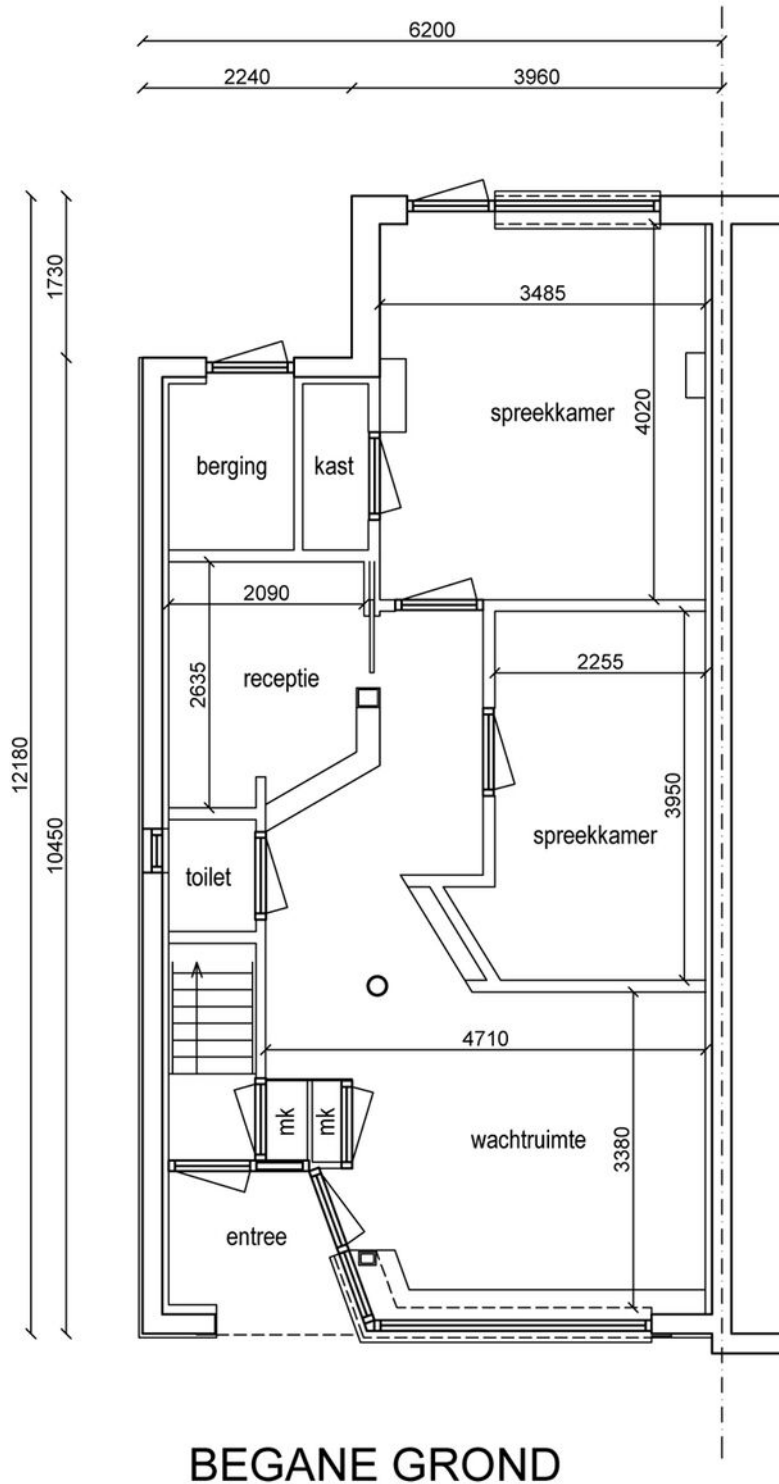 6200
2240
3960
1730
3485
4020
spreekkamer
berging
kast
2090
2635
receptie
2255
12180
10450
3950
spreekkamer
toilet
4710
mk
mk
wachtruimte
3380
entree
BEGANE GROND